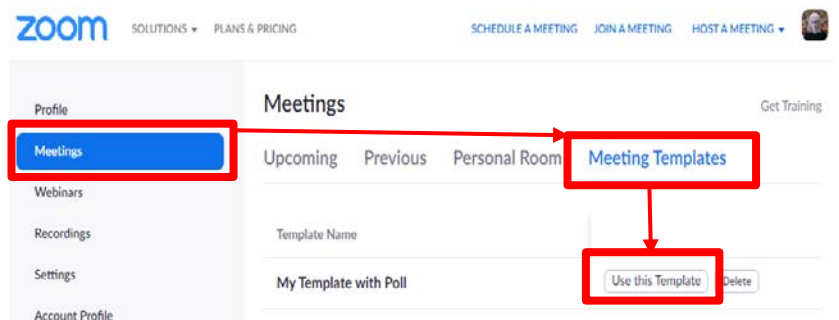 zoom SOLUTIONS PLANS & PRICING SCHEDULE A MEETING JOIN A MEETING HOST A MEETING
Profile
Meetings
Webinars
Recordings
Settings
Account Profile
Meetings Get Training
Upcoming Previous Personal Room Meeting Templates
Template Name
My Template with Poll Use this Template Delete